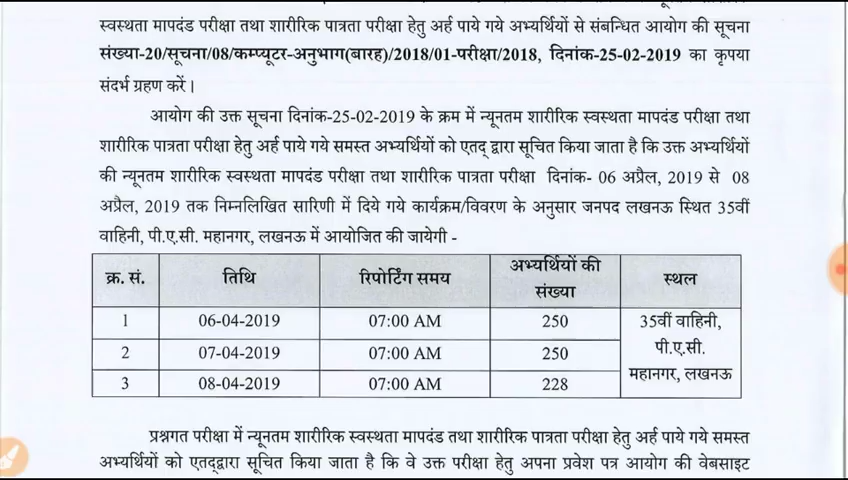 स्वस्थता मापदंड परीक्षा तथा शारीरिक पात्रता परीक्षा हेतु अर्ह पाये गये अभ्यर्थियों से संबन्धित आयोग की सूचना
संख्या-20/सूचना/08/कम्प्यूटर-अनुभाग(बारह)/2018/01-परीक्षा/2018, दिनांक-25-02-2019 का कृपया
संदर्भ ग्रहण करें।
आयोग की उक्त सूचना दिनांक-25-02-2019 के क्रम में न्यूनतम शारीरिक स्वस्थता मापदंड परीक्षा तथा
शारीरिक पात्रता परीक्षा हेतु अर्ह पाये गये समस्त अभ्यर्थियों को एतद् द्वारा सूचित किया जाता है कि उक्त अभ्यर्थियों
की न्यूनतम शारीरिक स्वस्थता मापदंड परीक्षा तथा शारीरिक पात्रता परीक्षा दिनांक- 06 अप्रैल, 2019 से 08
अप्रैल, 2019 तक निम्नलिखित सारिणी में दिये गये कार्यक्रम/विवरण के अनुसार जनपद लखनऊ स्थित 35वीं
वाहिनी, पी.ए.सी. महानगर, लखनऊ में आयोजित की जायेगी -
क्र. सं. तिथि रिपोर्टिंग समय अभ्यर्थियों की संख्या स्थल
1 06-04-2019 07:00 AM 250 35वीं वाहिनी,
2 07-04-2019 07:00 AM 250 पी.ए.सी.
3 08-04-2019 07:00 AM 228 महानगर, लखनऊ
प्रश्नगत परीक्षा में न्यूनतम शारीरिक स्वस्थता मापदंड तथा शारीरिक पात्रता परीक्षा हेतु अर्ह पाये गये समस्त
अभ्यर्थियों को एतद्द्वारा सूचित किया जाता है कि वे उक्त परीक्षा हेतु अपना प्रवेश पत्र आयोग की वेबसाइट